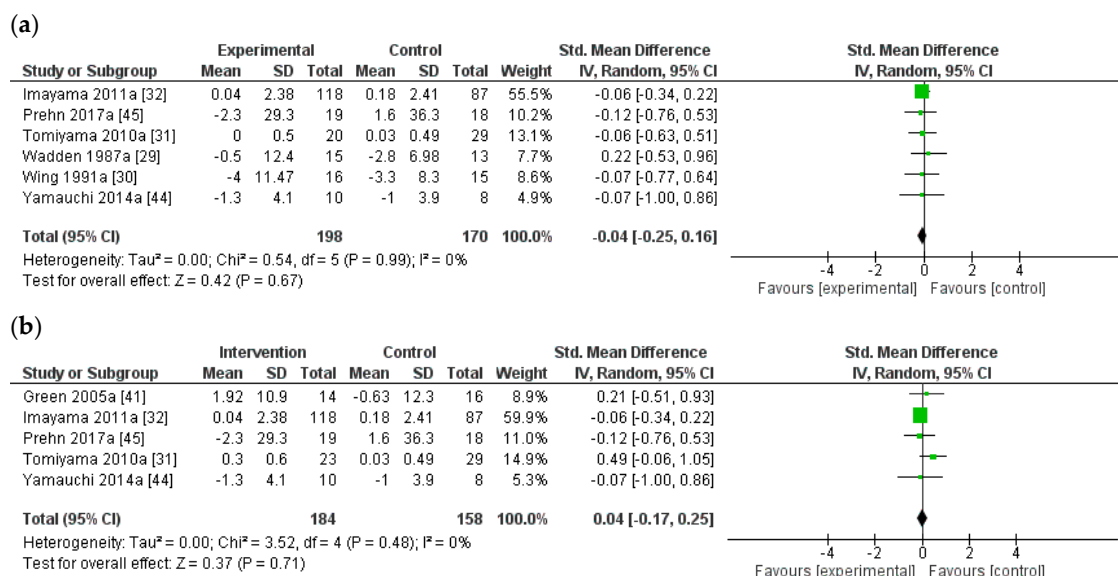 (a)
Experimental Control Std. Mean Difference Std. Mean Difference
Study or Subgroup Mean SD Total Mean SD Total Weight IV, Random, 95% CI IV, Random, 95% CI
Imayama 2011a [32] 0.04 2.38 118 0.18 2.41 87 55.5% -0.06 [-0.34, 0.22]
Prehn 2017a [45] -2.3 29.3 19 1.6 36.3 18 10.2% -0.12 [-0.76, 0.53]
Tomiyama 2010a [31] 0 0.5 20 0.03 0.49 29 13.1% -0.06 [-0.63, 0.51]
Wadden 1987a [29] -0.5 12.4 15 -2.8 6.98 13 7.7% 0.22 [-0.53, 0.96]
Wing 1991a [30] -4 11.47 16 -3.3 8.3 15 8.6% -0.07 [-0.77, 0.64]
Yamauchi 2014a [44] -1.3 4.1 10 -1 3.9 8 4.9% -0.07 [-1.00, 0.86]
Total (95% CI) 198 170 100.0% -0.04 [-0.25, 0.16]
Heterogeneity: Tau² = 0.00; Chi² = 0.54, df = 5 (P = 0.99); I² = 0%
Test for overall effect: Z = 0.42 (P = 0.67)
-4 -2 0 2 4
Favours [experimental] Favours [control]
(b)
Intervention Control Std. Mean Difference Std. Mean Difference
Study or Subgroup Mean SD Total Mean SD Total Weight IV, Random, 95% CI IV, Random, 95% CI
Green 2005a [41] 1.92 10.9 14 -0.63 12.3 16 8.9% 0.21 [-0.51, 0.93]
Imayama 2011a [32] 0.04 2.38 118 0.18 2.41 87 59.9% -0.06 [-0.34, 0.22]
Prehn 2017a [45] -2.3 29.3 19 1.6 36.3 18 11.0% -0.12 [-0.76, 0.53]
Tomiyama 2010a [31] 0.3 0.6 23 0.03 0.49 29 14.9% 0.49 [-0.06, 1.05]
Yamauchi 2014a [44] -1.3 4.1 10 -1 3.9 8 5.3% -0.07 [-1.00, 0.86]
Total (95% CI) 184 158 100.0% 0.04 [-0.17, 0.25]
Heterogeneity: Tau² = 0.00; Chi² = 3.52, df = 4 (P = 0.48); I² = 0%
Test for overall effect: Z = 0.37 (P = 0.71)
-4 -2 0 2 4
Favours [experimental] Favours [control]